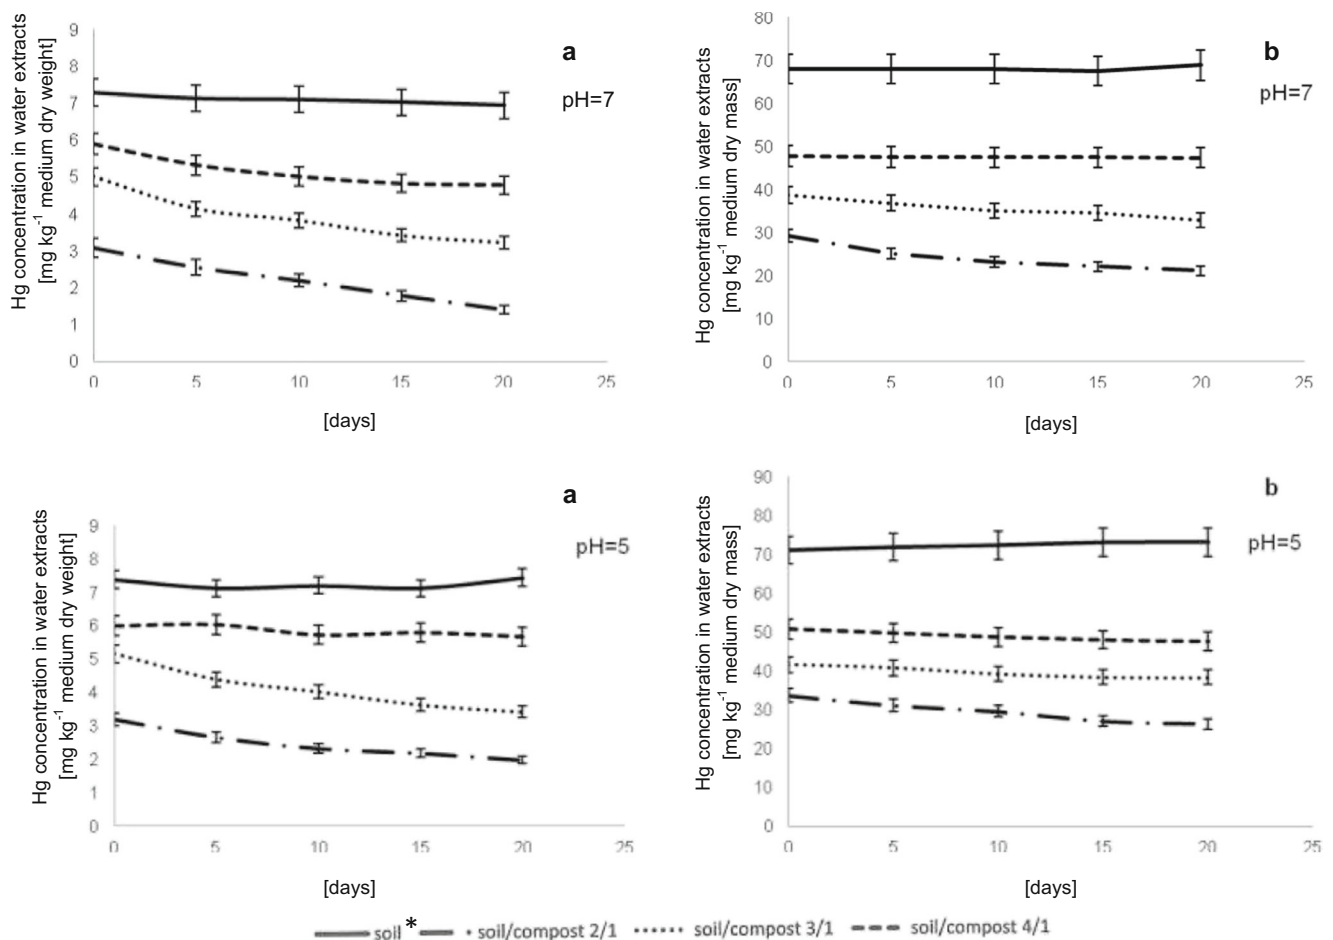 Hg concentration in water extracts
[mg kg⁻¹ medium dry weight]
9
8
7
6
5
4
3
2
1
0
0 5 10 15 20 25
[days]
a
pH=7
Hg concentration in water extracts
[mg kg⁻¹ medium dry mass]
80
70
60
50
40
30
20
10
0
0 5 10 15 20 25
[days]
b
pH=7
Hg concentration in water extracts
[mg kg⁻¹ medium dry weight]
9
8
7
6
5
4
3
2
1
0
0 5 10 15 20 25
[days]
a
pH=5
Hg concentration in water extracts
[mg kg⁻¹ medium dry mass]
90
80
70
60
50
40
30
20
10
0
0 5 10 15 20 25
[days]
b
pH=5
soil * soil/compost 2/1 soil/compost 3/1 soil/compost 4/1